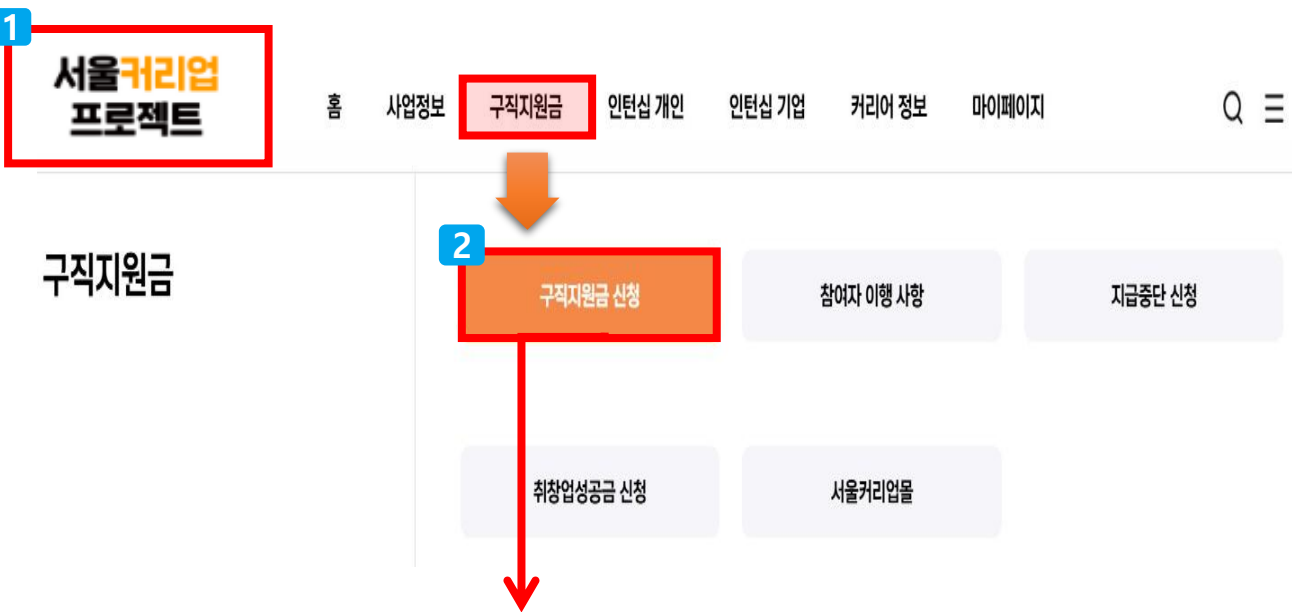 1
서울커리업
프로젝트
홈 사업정보 구직지원금 인턴십 개인 인턴십 기업 커리어 정보 마이페이지
구직지원금
2
구직지원금 신청 참여자 이행 사항 지급중단 신청
취창업성공금 신청 서울커리업몰